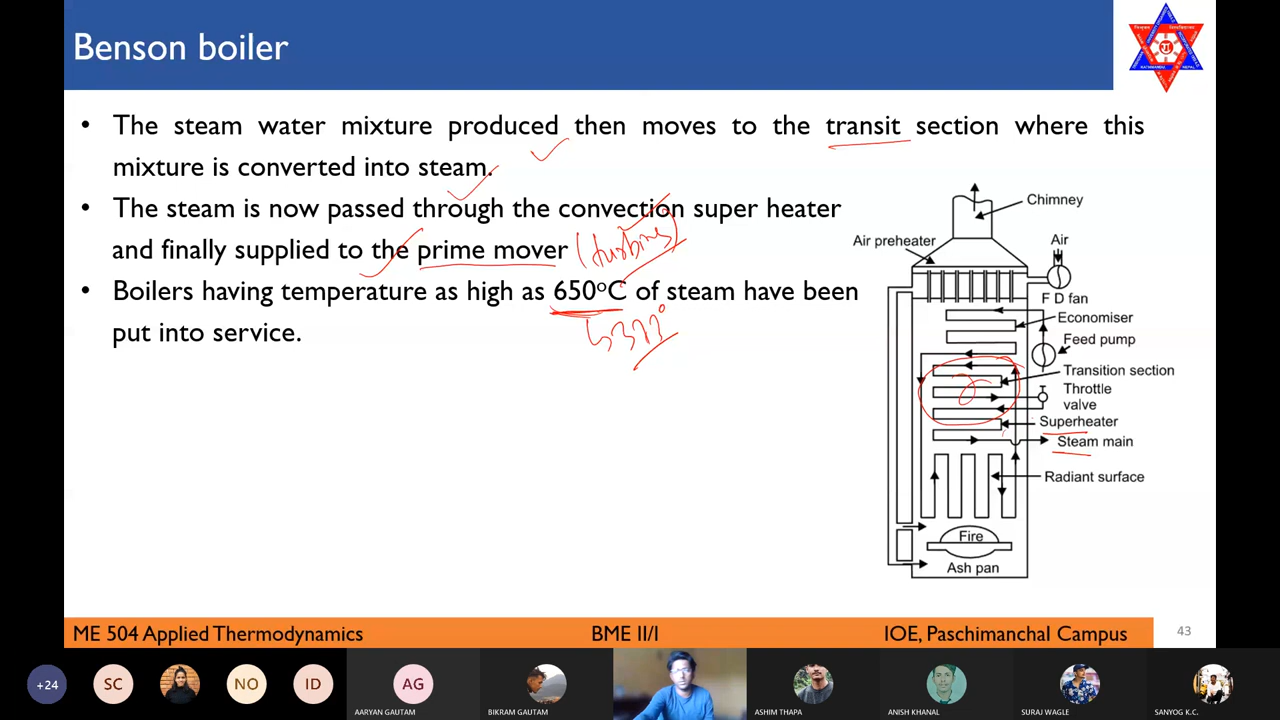 Benson boiler
• The steam water mixture produced then moves to the transit section where this
mixture is converted into steam.
• The steam is now passed through the convection super heater
and finally supplied to the prime mover (turbine)
• Boilers having temperature as high as 650°C of steam have been
put into service.
Chimney
Air preheater
Air
F D fan
Economiser
Feed pump
Transition section
Throttle
valve
Superheater
Steam main
Radiant surface
Fire
Ash pan
ME 504 Applied Thermodynamics
BME II/I
IOE, Paschimanchal Campus
43
+24
SC
NO
ID
AG
AARYAN GAUTAM
BIKRAM GAUTAM
ASHIM THAPA
ANISH KHANAL
SURAJ WAGLE
SANYOG K.C.